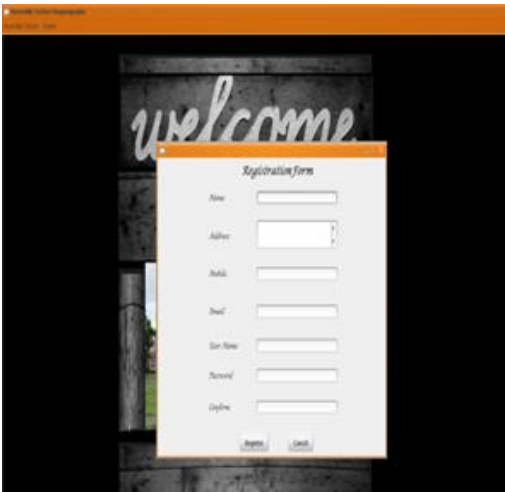 welcome
Registration Form
Name
Address
Mobile
Email
User Name
Password
Confirm
Register Cancel